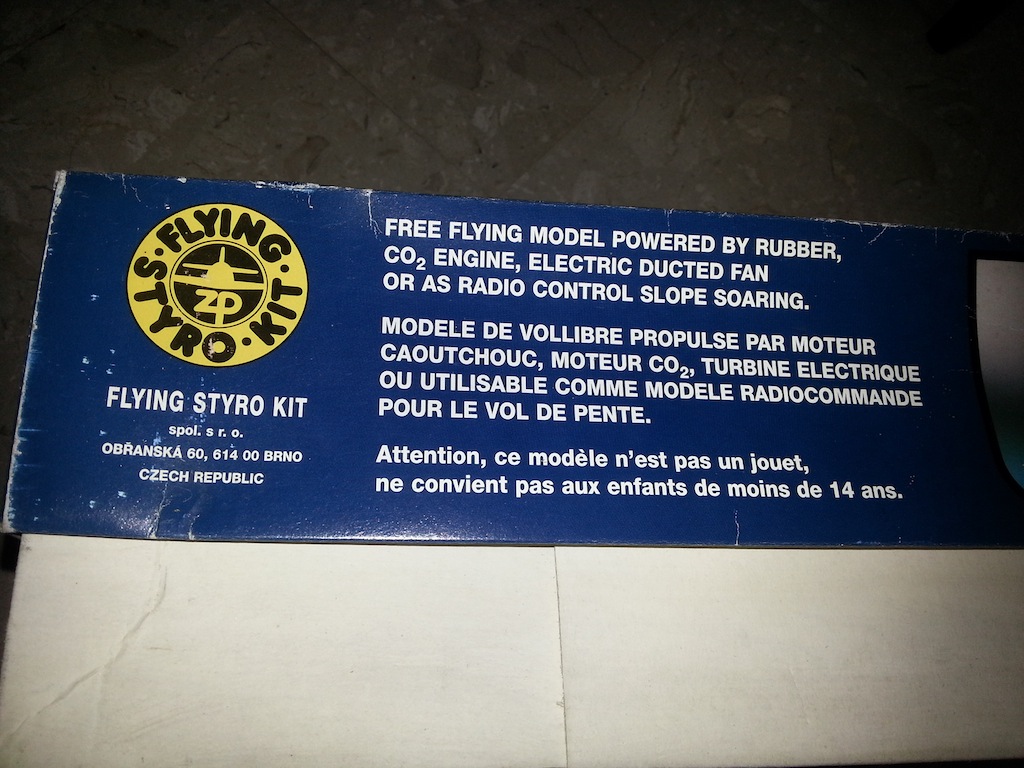 FLYING
STYRO KIT
ZP
FLYING STYRO KIT
spol. s r. o.
OBŘANSKÁ 60, 614 00 BRNO
CZECH REPUBLIC
FREE FLYING MODEL POWERED BY RUBBER,
CO₂ ENGINE, ELECTRIC DUCTED FAN
OR AS RADIO CONTROL SLOPE SOARING.
MODELE DE VOLLIBRE PROPULSE PAR MOTEUR
CAOUTCHOUC, MOTEUR CO₂, TURBINE ELECTRIQUE
OU UTILISABLE COMME MODELE RADIOCOMMANDE
POUR LE VOL DE PENTE.
Attention, ce modèle n'est pas un jouet,
ne convient pas aux enfants de moins de 14 ans.